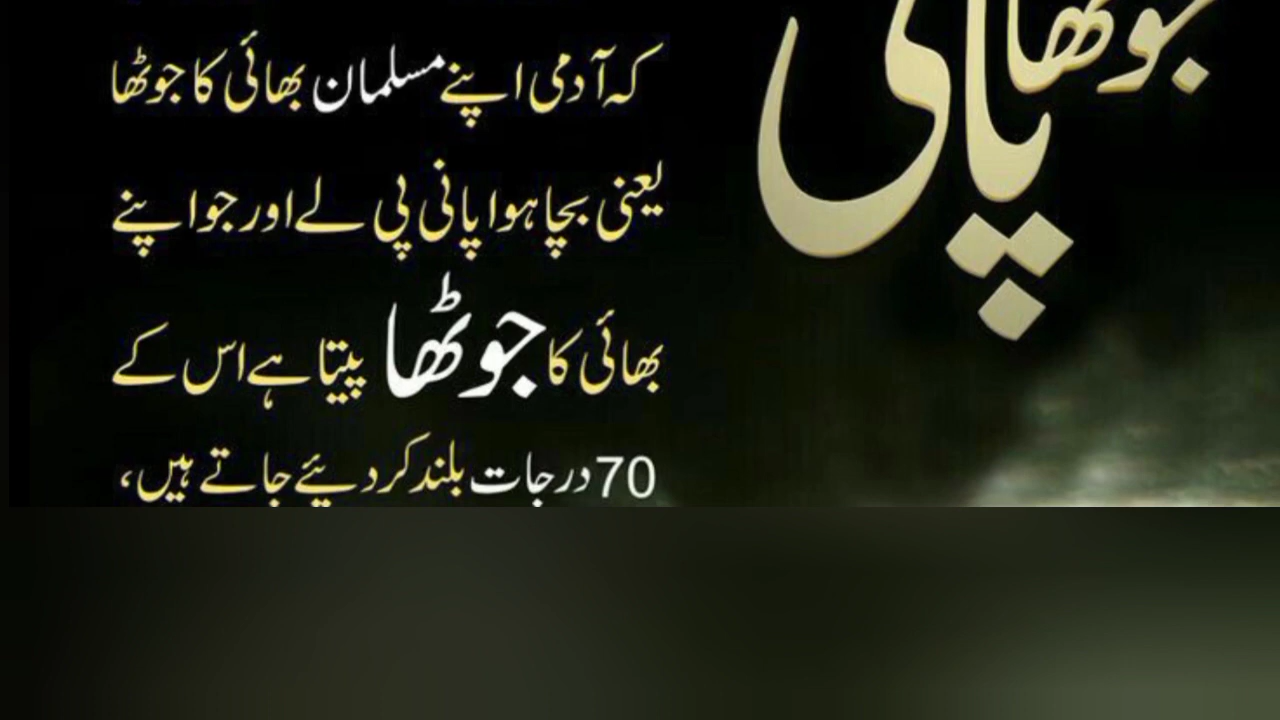 جوٹھا
پانی
کہ آدمی اپنے مسلمان بھائی کا جوٹھا
یعنی بچا ہوا پانی پی لے اور جو اپنے
بھائی کا جوٹھا پیتا ہے اس کے
70 درجات بلند کر دیئے جاتے ہیں،